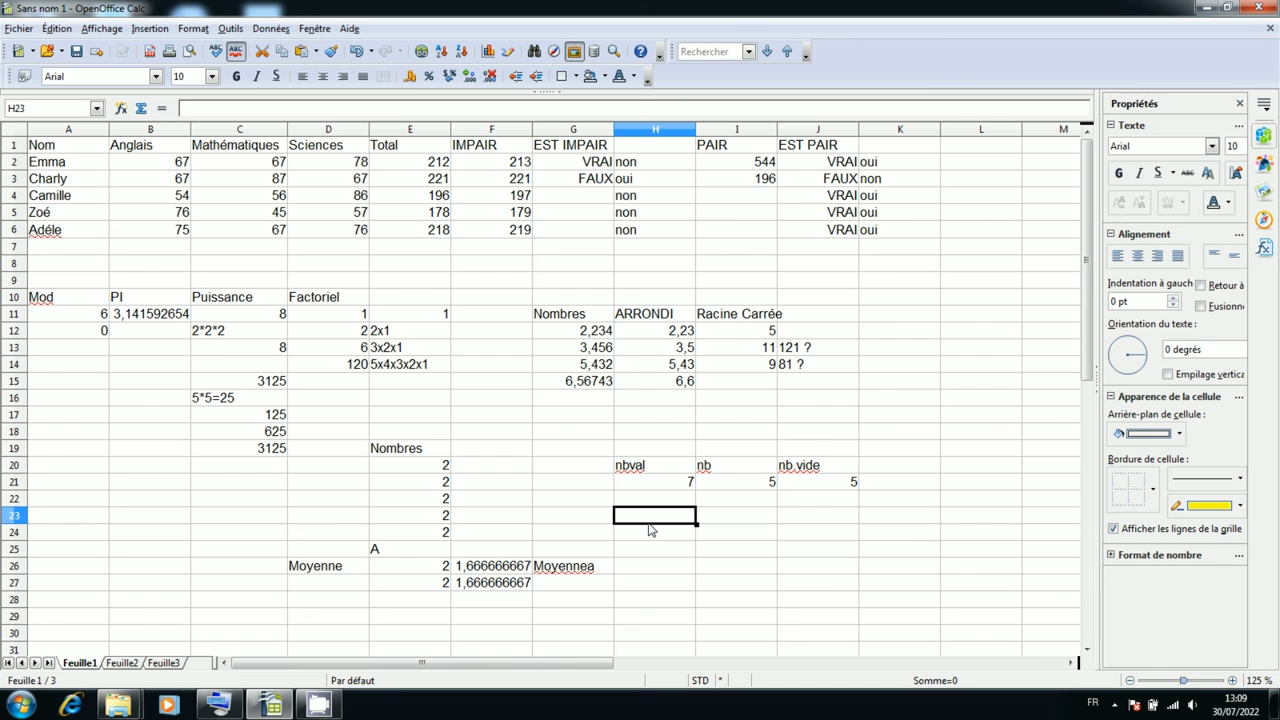 Sans nom 1 - OpenOffice Calc
Fichier Édition Affichage Insertion Format Outils Données Fenêtre Aide
Rechercher
Arial 10
H23
Propriétés
A B C D E F G H I J K L M
Texte
1 Nom Anglais Mathématiques Sciences Total IMPAIR EST IMPAIR PAIR EST PAIR
Arial 10
2 Emma 67 67 78 212 213 VRAI non 544 VRAI oui
3 Charly 67 87 67 221 221 FAUX oui 196 FAUX non
4 Camille 54 56 86 196 197 non VRAI oui
5 Zoé 76 45 57 178 179 non VRAI oui
6 Adéle 75 67 76 218 219 non VRAI oui
Alignement
7
8
9
Indentation à gauch Retour à
10 Mod PI Puissance Factoriel
0 pt Fusionne
11 6 3,141592654 8 1 1 Nombres ARRONDI Racine Carrée
Orientation du texte :
12 0 2*2*2 2 2x1 2,234 2,23 5
13 8 6 3x2x1 3,456 3,5 11 121 ?
0 degrés
14 120 5x4x3x2x1 5,432 5,43 9 81 ?
Empilage vertica
15 3125 6,56743 6,6
16 5*5=25
Apparence de la cellule
17 125
Arrière-plan de cellule :
18 625
19 3125 Nombres
20 2 nbval nb nb.vide
Bordure de cellule :
21 2 7 5 5
22 2
23 2
24 2
Afficher les lignes de la grille
25 A
Format de nombre
26 Moyenne 2 1,666666667 Moyennea
27 2 1,666666667
28
29
30
31
Feuille1 Feuille2 Feuille3
Feuille 1 / 3 Par défaut STD * Somme=0 125 %
FR 13:09
30/07/2022